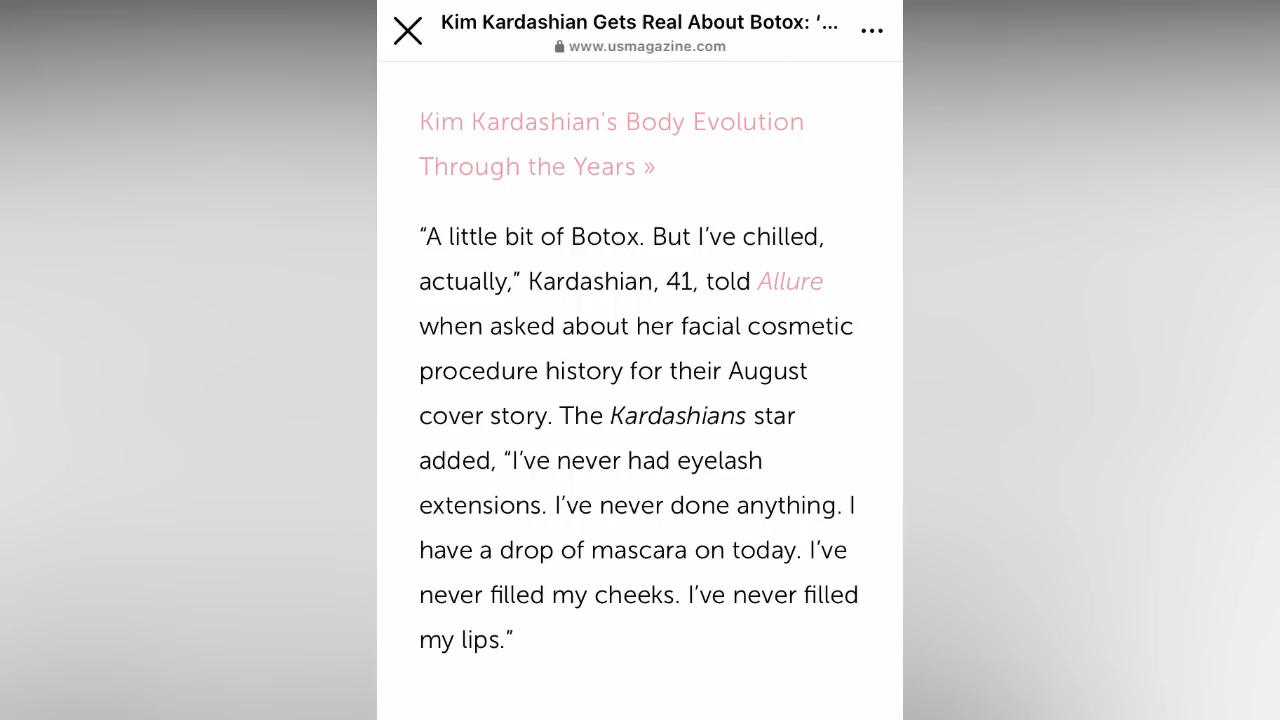 Kim Kardashian Gets Real About Botox: ‘...
www.usmagazine.com
Kim Kardashian's Body Evolution
Through the Years »
“A little bit of Botox. But I’ve chilled,
actually,” Kardashian, 41, told Allure
when asked about her facial cosmetic
procedure history for their August
cover story. The Kardashians star
added, “I’ve never had eyelash
extensions. I’ve never done anything. I
have a drop of mascara on today. I’ve
never filled my cheeks. I’ve never filled
my lips.”